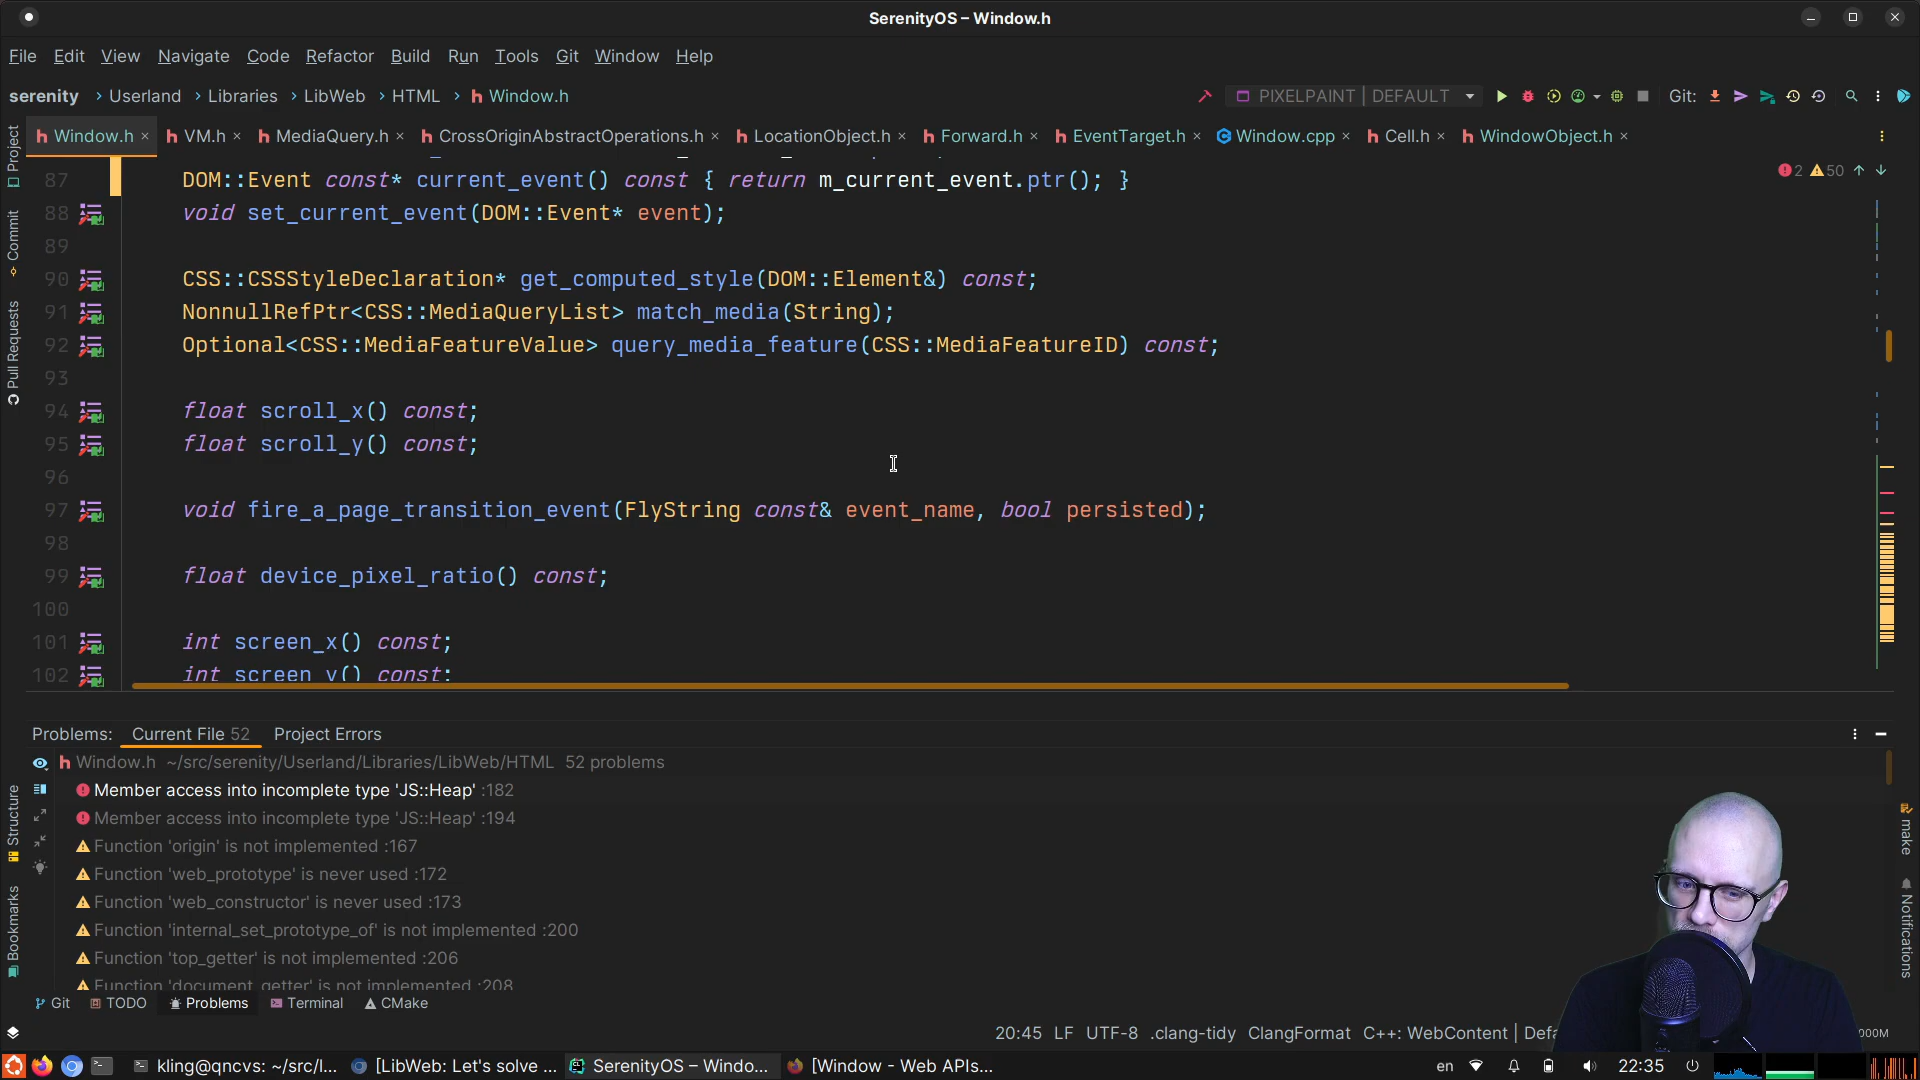 SerenityOS – Window.h
File Edit View Navigate Code Refactor Build Run Tools Git Window Help
serenity › Userland › Libraries › LibWeb › HTML › Window.h
PIXELPAINT | DEFAULT
Git:
Window.h × VM.h × MediaQuery.h × CrossOriginAbstractOperations.h × LocationObject.h × Forward.h × EventTarget.h × Window.cpp × Cell.h × WindowObject.h ×
2 50
Project
Commit
Pull Requests
Structure
Bookmarks
87 DOM::Event const* current_event() const { return m_current_event.ptr(); }
88 void set_current_event(DOM::Event* event);
89
90 CSS::CSSStyleDeclaration* get_computed_style(DOM::Element&) const;
91 NonnullRefPtr<CSS::MediaQueryList> match_media(String);
92 Optional<CSS::MediaFeatureValue> query_media_feature(CSS::MediaFeatureID) const;
93
94 float scroll_x() const;
95 float scroll_y() const;
96
97 void fire_a_page_transition_event(FlyString const& event_name, bool persisted);
98
99 float device_pixel_ratio() const;
100
101 int screen_x() const;
102 int screen_y() const;
Problems: Current File 52 Project Errors
Window.h ~/src/serenity/Userland/Libraries/LibWeb/HTML 52 problems
Member access into incomplete type 'JS::Heap' :182
Member access into incomplete type 'JS::Heap' :194
Function 'origin' is not implemented :167
Function 'web_prototype' is never used :172
Function 'web_constructor' is never used :173
Function 'internal_set_prototype_of' is not implemented :200
Function 'top_getter' is not implemented :206
Function 'document_getter' is not implemented :208
make
Notifications
Git TODO Problems Terminal CMake
20:45 LF UTF-8 .clang-tidy ClangFormat C++: WebContent | Defa
000M
kling@qncvs: ~/src/l... [LibWeb: Let's solve ... SerenityOS – Windo... [Window - Web APIs... en 22:35